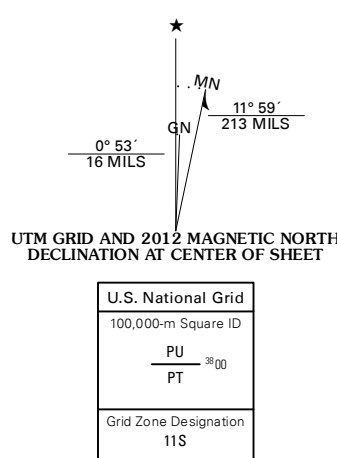 ★
MN
11° 59´
213 MILS
GN
0° 53´
16 MILS
UTM GRID AND 2012 MAGNETIC NORTH
DECLINATION AT CENTER OF SHEET
U.S. National Grid
100,000-m Square ID
PU
3800
PT
Grid Zone Designation
11S